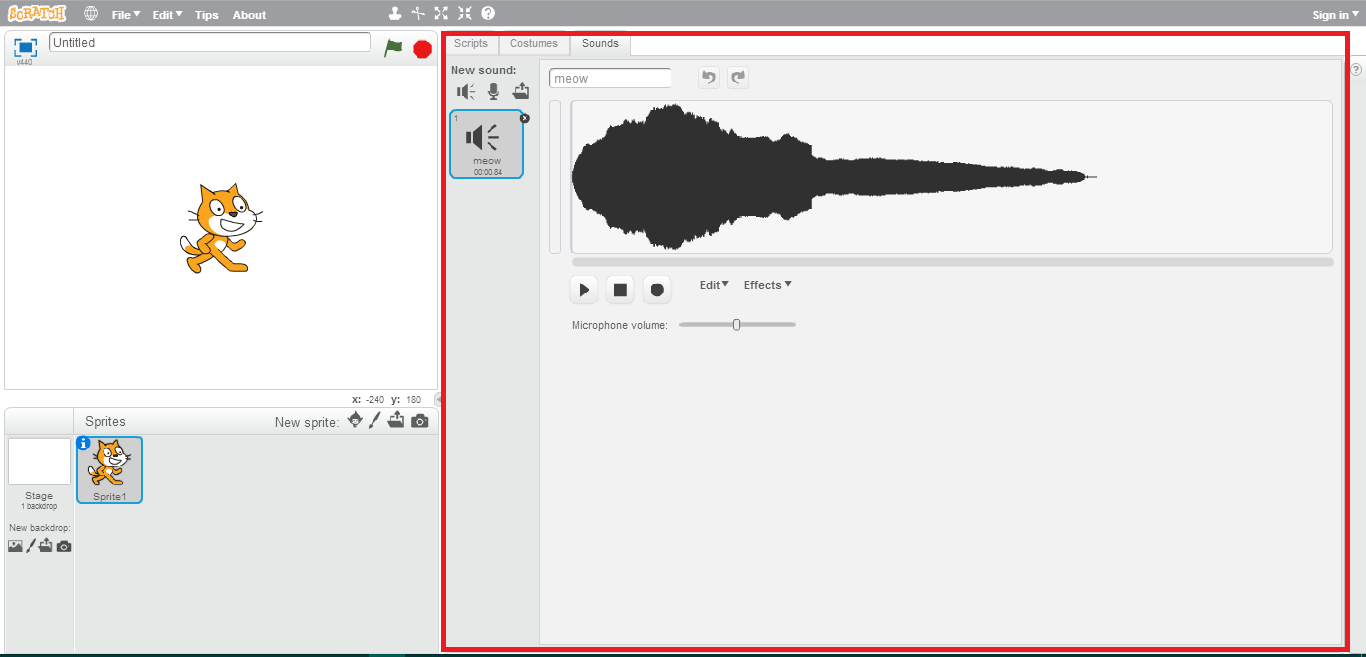 SCRATCH File Edit Tips About Sign in
Untitled
v440
x: -240 y: 180
Sprites New sprite:
Sprite1
Stage
1 backdrop
New backdrop:
Scripts Costumes Sounds
New sound:
1
meow
00:00.84
meow
Edit Effects
Microphone volume: